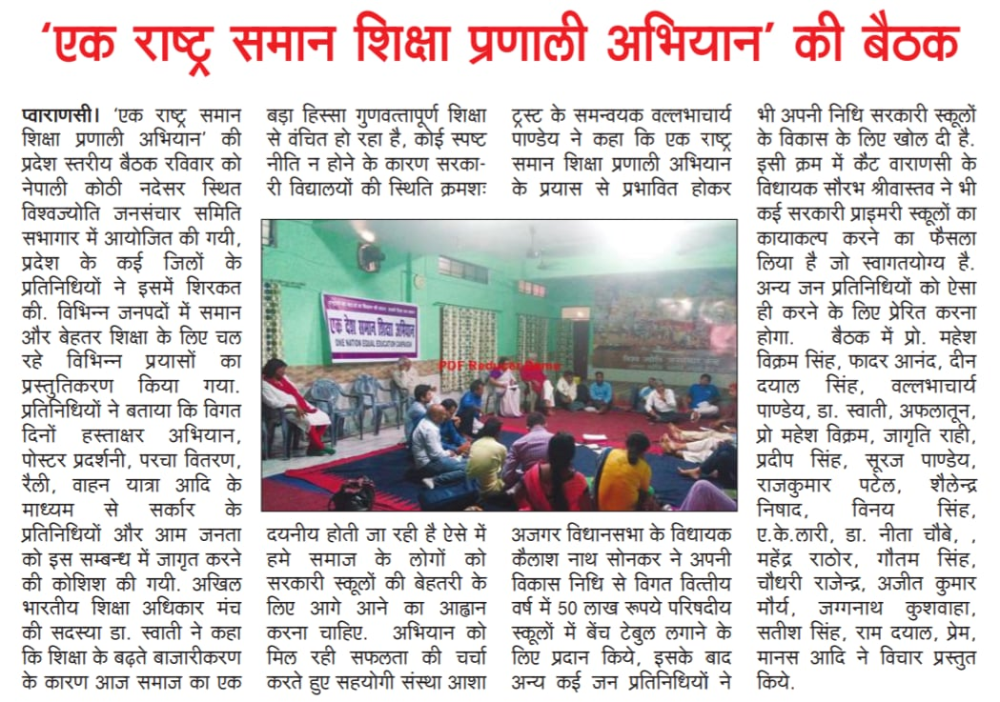 ‘एक राष्ट्र समान शिक्षा प्रणाली अभियान’ की बैठक
प्वाराणसी। ‘एक राष्ट्र समान
शिक्षा प्रणाली अभियान’ की
प्रदेश स्तरीय बैठक रविवार को
नेपाली कोठी नदेसर स्थित
विश्वज्योति जनसंचार समिति
सभागार में आयोजित की गयी,
प्रदेश के कई जिलों के
प्रतिनिधियों ने इसमें शिरकत
की. विभिन्न जनपदों में समान
और बेहतर शिक्षा के लिए चल
रहे विभिन्न प्रयासों का
प्रस्तुतिकरण किया गया.
प्रतिनिधियों ने बताया कि विगत
दिनों हस्ताक्षर अभियान,
पोस्टर प्रदर्शनी, परचा वितरण,
रैली, वाहन यात्रा आदि के
माध्यम से सर्कार के
प्रतिनिधियों और आम जनता
को इस सम्बन्ध में जागृत करने
की कोशिश की गयी. अखिल
भारतीय शिक्षा अधिकार मंच
की सदस्या डा. स्वाती ने कहा
कि शिक्षा के बढ़ते बाजारीकरण
के कारण आज समाज का एक
बड़ा हिस्सा गुणवत्तापूर्ण शिक्षा
से वंचित हो रहा है, कोई स्पष्ट
नीति न होने के कारण सरका-
री विद्यालयों की स्थिति क्रमशः
एक देश समान शिक्षा अभियान
ONE NATION EQUAL EDUCATION CAMPAIGN
PDF Reducer Demo
दयनीय होती जा रही है ऐसे में
हमे समाज के लोगों को
सरकारी स्कूलों की बेहतरी के
लिए आगे आने का आह्वान
करना चाहिए. अभियान को
मिल रही सफलता की चर्चा
करते हुए सहयोगी संस्था आशा
ट्रस्ट के समन्वयक वल्लभाचार्य
पाण्डेय ने कहा कि एक राष्ट्र
समान शिक्षा प्रणाली अभियान
के प्रयास से प्रभावित होकर
अजगर विधानसभा के विधायक
कैलाश नाथ सोनकर ने अपनी
विकास निधि से विगत वित्तीय
वर्ष में 50 लाख रूपये परिषदीय
स्कूलों में बेंच टेबुल लगाने के
लिए प्रदान किये, इसके बाद
अन्य कई जन प्रतिनिधियों ने
भी अपनी निधि सरकारी स्कूलों
के विकास के लिए खोल दी है.
इसी क्रम में कैंट वाराणसी के
विधायक सौरभ श्रीवास्तव ने भी
कई सरकारी प्राइमरी स्कूलों का
कायाकल्प करने का फैसला
लिया है जो स्वागतयोग्य है.
अन्य जन प्रतिनिधियों को ऐसा
ही करने के लिए प्रेरित करना
होगा. बैठक में प्रो. महेश
विक्रम सिंह, फादर आनंद, दीन
दयाल सिंह, वल्लभाचार्य
पाण्डेय, डा. स्वाती, अफलातून,
प्रो महेश विक्रम, जागृति राही,
प्रदीप सिंह, सूरज पाण्डेय,
राजकुमार पटेल, शैलेन्द्र
निषाद, विनय सिंह,
ए.के.लारी, डा. नीता चौबे, ,
महेंद्र राठोर, गौतम सिंह,
चौधरी राजेन्द्र, अजीत कुमार
मौर्य, जग्गनाथ कुशवाहा,
सतीश सिंह, राम दयाल, प्रेम,
मानस आदि ने विचार प्रस्तुत
किये.